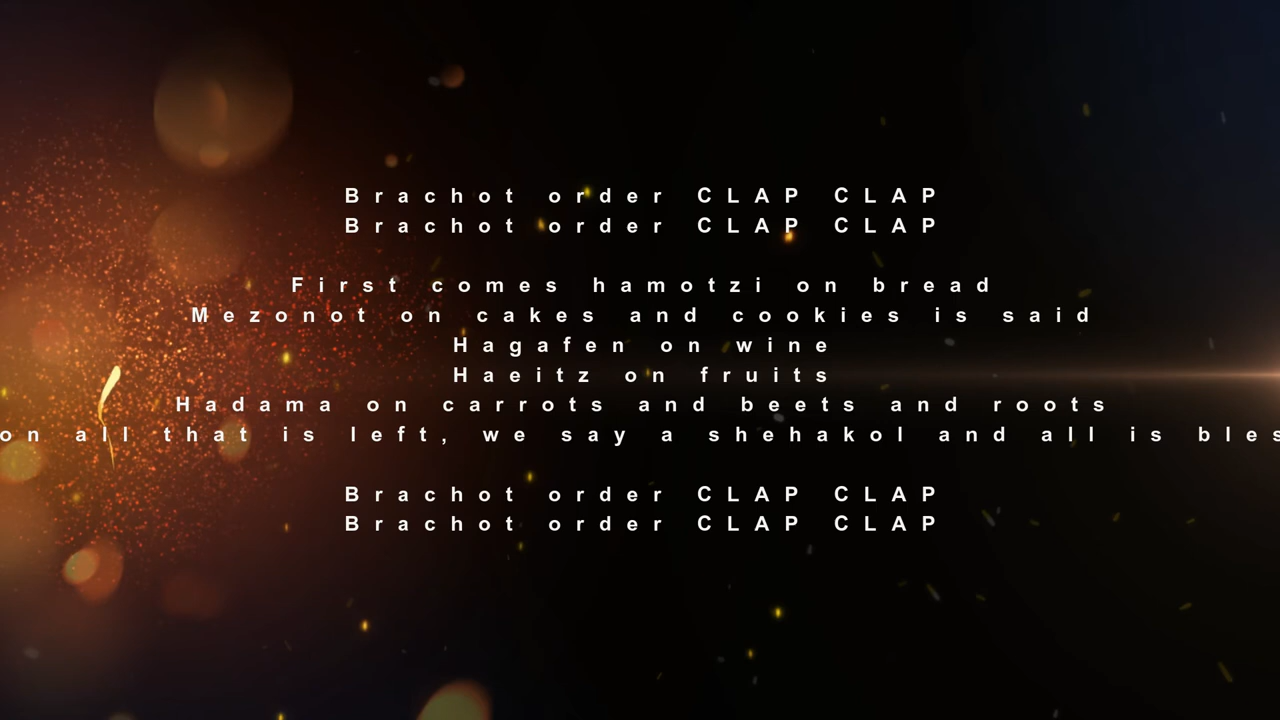 Brachot order CLAP CLAP
Brachot order CLAP CLAP
First comes hamotzi on bread
Mezonot on cakes and cookies is said
Hagafen on wine
Haeitz on fruits
Hadama on carrots and beets and roots
on all that is left, we say a shehakol and all is
Brachot order CLAP CLAP
Brachot order CLAP CLAP